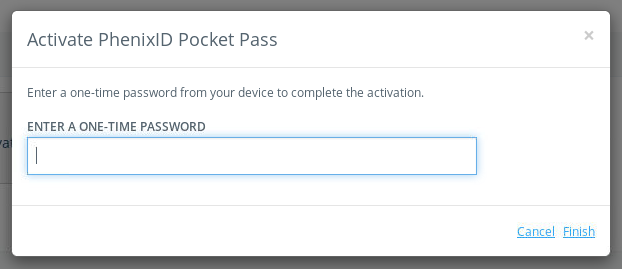 Activate PhenixID Pocket Pass
×
Enter a one-time password from your device to complete the activation.
ENTER A ONE-TIME PASSWORD
Cancel Finish